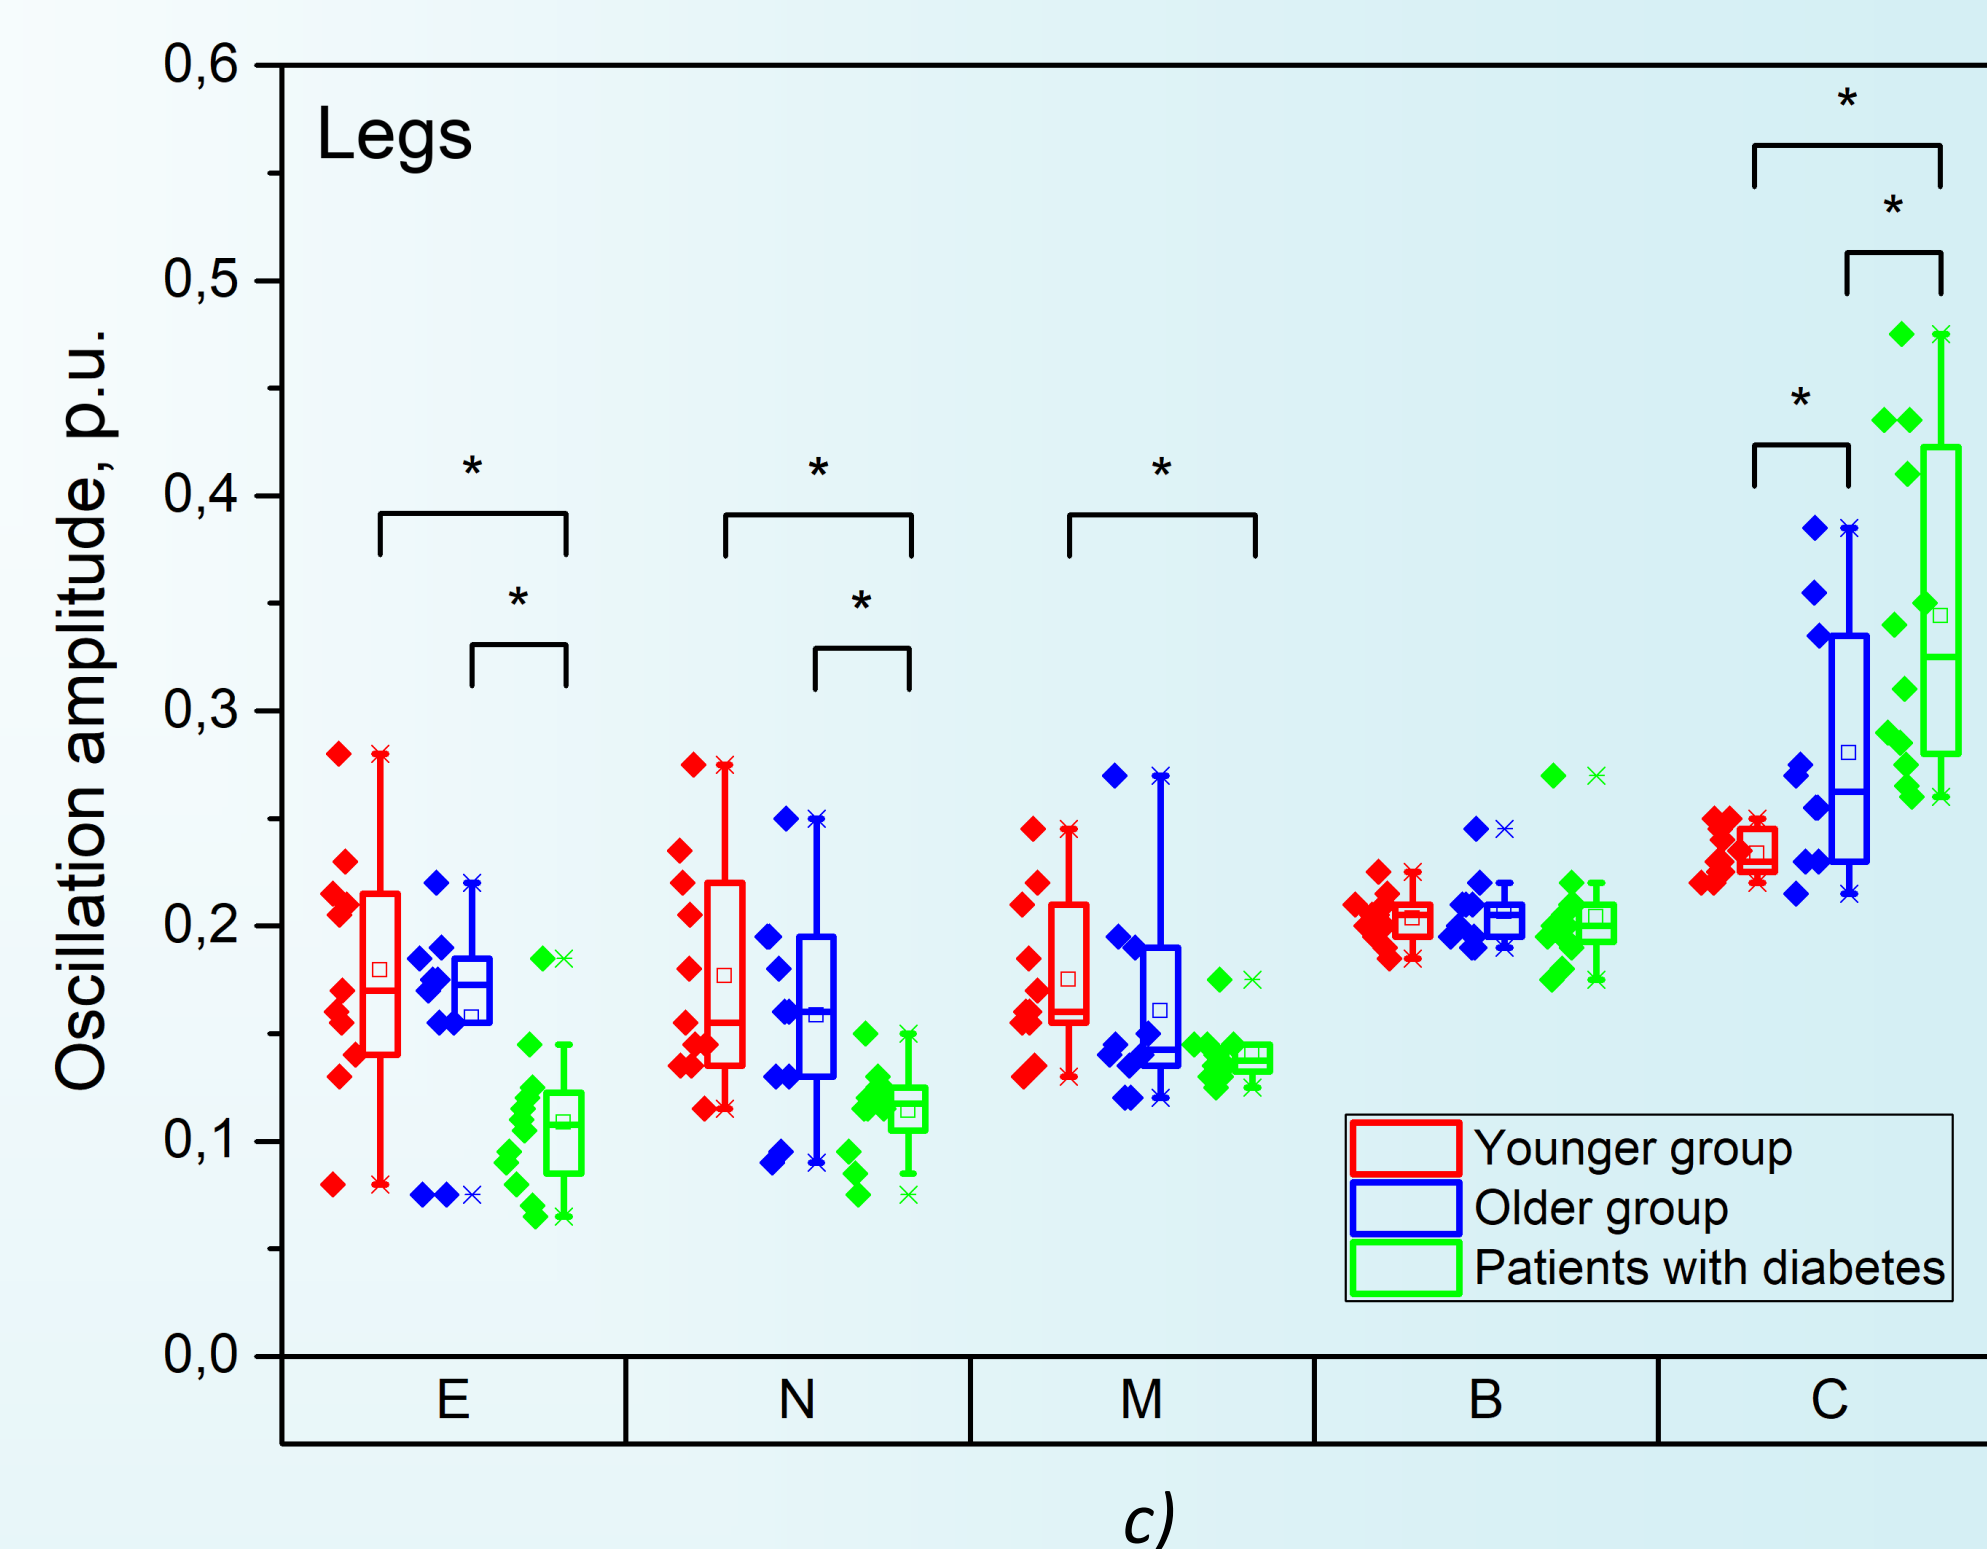 Legs
Oscillation amplitude, p.u.
0,6
0,5
0,4
0,3
0,2
0,1
0,0
*
*
*
*
*
*
*
*
E N M B C
Younger group
Older group
Patients with diabetes
c)